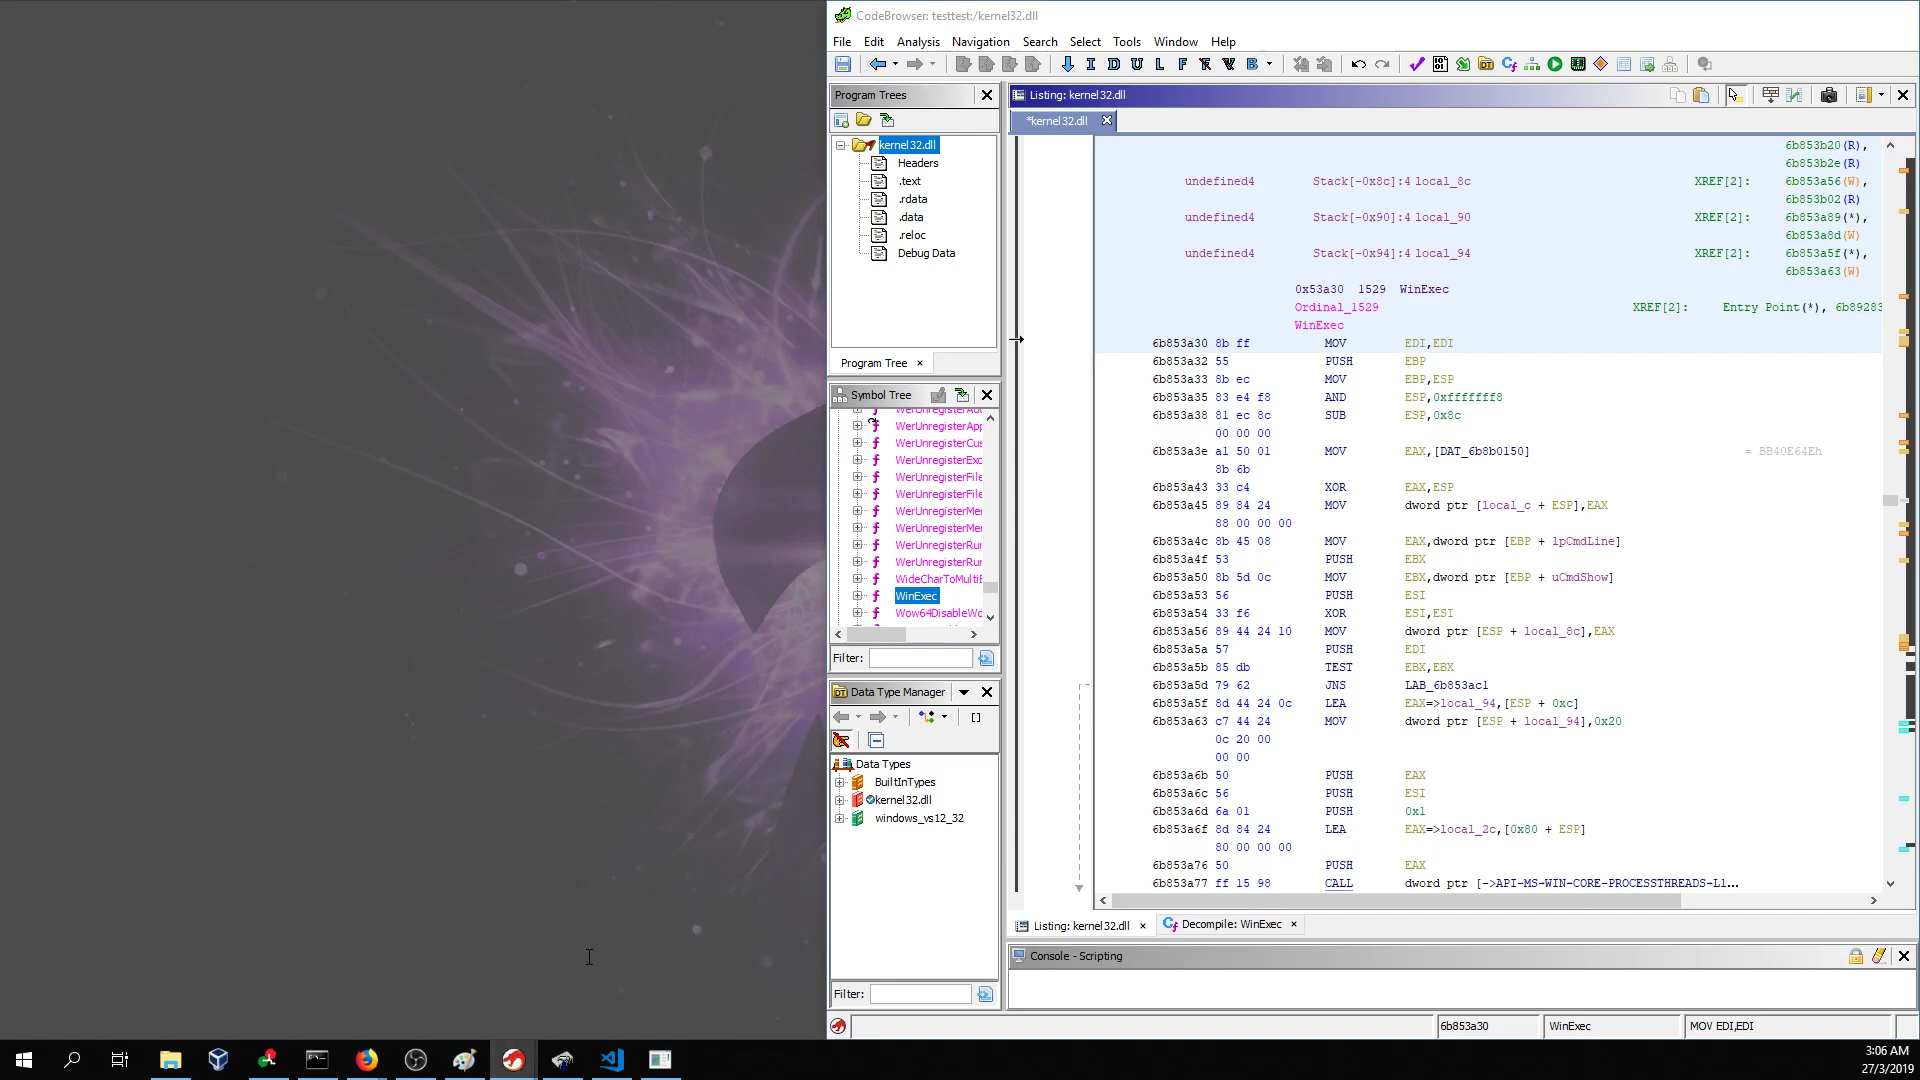 CodeBrowser: testtest:/kernel32.dll
File Edit Analysis Navigation Search Select Tools Window Help
I D U L F B
Program Trees
kernel32.dll
Headers
.text
.rdata
.data
.reloc
Debug Data
Program Tree ×
Symbol Tree
WerUnregisterApp
WerUnregisterCus
WerUnregisterExc
WerUnregisterFile
WerUnregisterFile
WerUnregisterMe
WerUnregisterMe
WerUnregisterRu
WerUnregisterRu
WideCharToMulti
WinExec
Wow64DisableWo
Filter:
Data Type Manager
Data Types
BuiltInTypes
kernel32.dll
windows_vs12_32
Filter:
Listing: kernel32.dll
*kernel32.dll
6b853b20(R),
6b853b2e(R)
undefined4 Stack[-0x8c]:4 local_8c XREF[2]: 6b853a56(W),
6b853b02(R)
undefined4 Stack[-0x90]:4 local_90 XREF[2]: 6b853a89(*),
6b853a8d(W)
undefined4 Stack[-0x94]:4 local_94 XREF[2]: 6b853a5f(*),
6b853a63(W)
0x53a30 1529 WinExec
Ordinal_1529 XREF[2]: Entry Point(*), 6b89283
WinExec
6b853a30 8b ff MOV EDI,EDI
6b853a32 55 PUSH EBP
6b853a33 8b ec MOV EBP,ESP
6b853a35 83 e4 f8 AND ESP,0xfffffff8
6b853a38 81 ec 8c SUB ESP,0x8c
00 00 00
6b853a3e a1 50 01 MOV EAX,[DAT_6b8b0150] = BB40E64Eh
8b 6b
6b853a43 33 c4 XOR EAX,ESP
6b853a45 89 84 24 MOV dword ptr [local_c + ESP],EAX
88 00 00 00
6b853a4c 8b 45 08 MOV EAX,dword ptr [EBP + lpCmdLine]
6b853a4f 53 PUSH EBX
6b853a50 8b 5d 0c MOV EBX,dword ptr [EBP + uCmdShow]
6b853a53 56 PUSH ESI
6b853a54 33 f6 XOR ESI,ESI
6b853a56 89 44 24 10 MOV dword ptr [ESP + local_8c],EAX
6b853a5a 57 PUSH EDI
6b853a5b 85 db TEST EBX,EBX
6b853a5d 79 62 JNS LAB_6b853ac1
6b853a5f 8d 44 24 0c LEA EAX=>local_94,[ESP + 0xc]
6b853a63 c7 44 24 MOV dword ptr [ESP + local_94],0x20
0c 20 00
00 00
6b853a6b 50 PUSH EAX
6b853a6c 56 PUSH ESI
6b853a6d 6a 01 PUSH 0x1
6b853a6f 8d 84 24 LEA EAX=>local_2c,[0x80 + ESP]
80 00 00 00
6b853a76 50 PUSH EAX
6b853a77 ff 15 98 CALL dword ptr [->API-MS-WIN-CORE-PROCESSTHREADS-L1...
Listing: kernel32.dll × Decompile: WinExec ×
Console - Scripting
6b853a30 WinExec MOV EDI,EDI
3:06 AM
27/3/2019